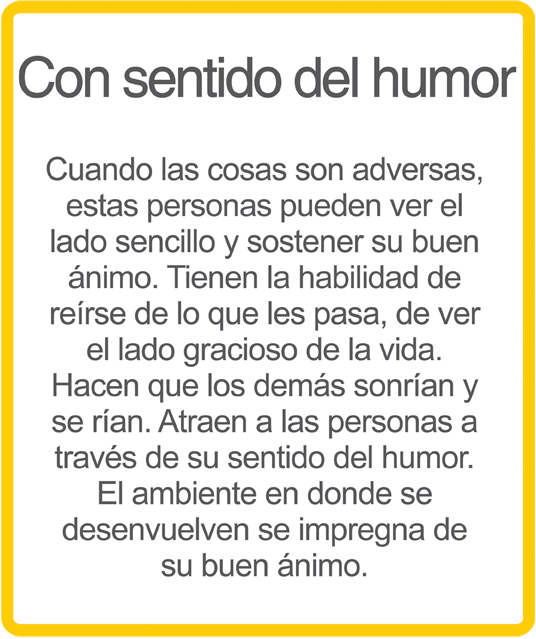 Con sentido del humor
Cuando las cosas son adversas,
estas personas pueden ver el
lado sencillo y sostener su buen
ánimo. Tienen la habilidad de
reírse de lo que les pasa, de ver
el lado gracioso de la vida.
Hacen que los demás sonrían y
se rían. Atraen a las personas a
través de su sentido del humor.
El ambiente en donde se
desenvuelven se impregna de
su buen ánimo.